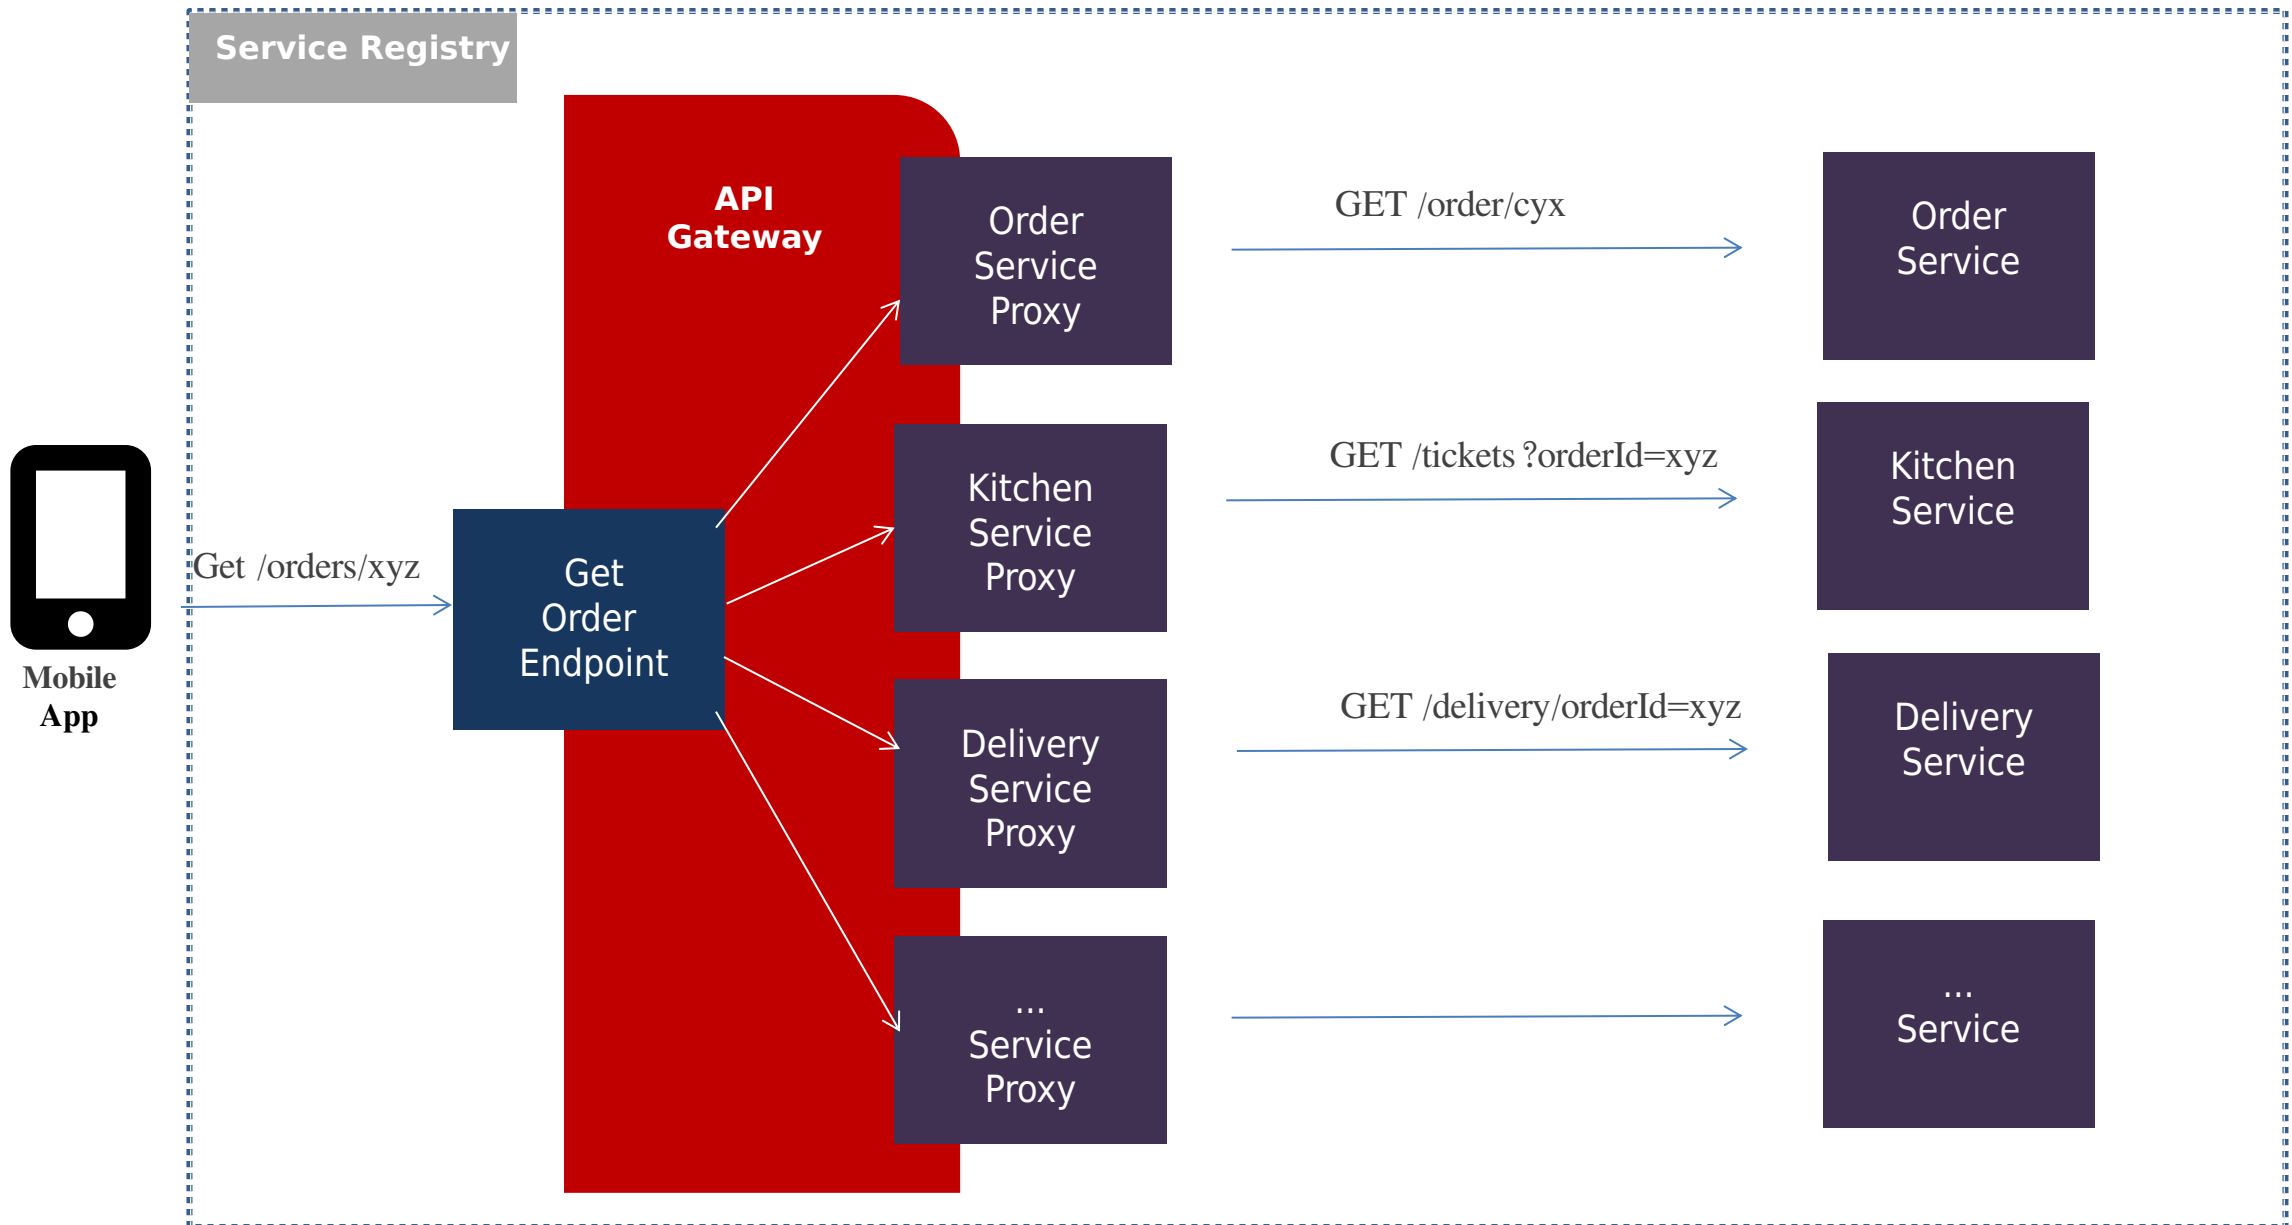 Service Registry
API
Gateway
Order
Service
Proxy
GET /order/cyx
Order
Service
Kitchen
Service
Proxy
GET /tickets ?orderId=xyz
Kitchen
Service
Get /orders/xyz
Get
Order
Endpoint
Mobile
App
Delivery
Service
Proxy
GET /delivery/orderId=xyz
Delivery
Service
...
Service
Proxy
...
Service